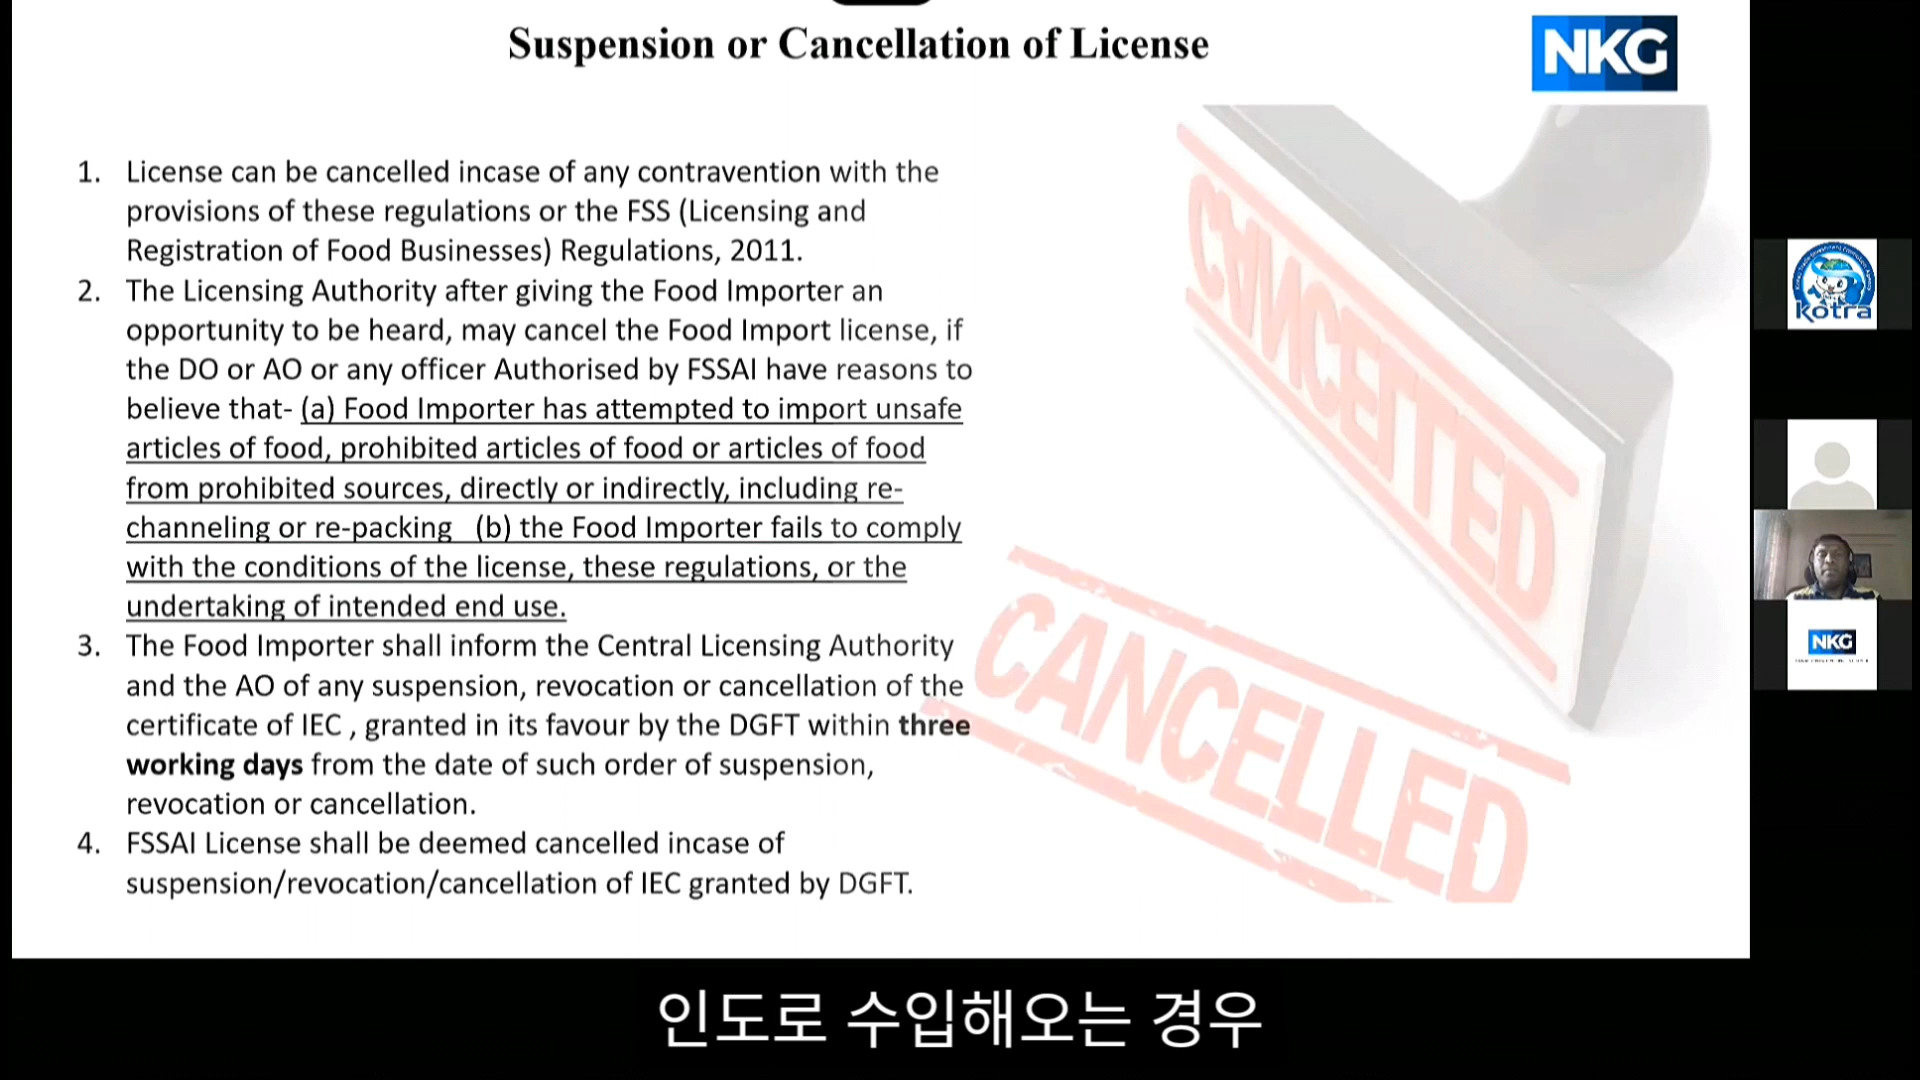 Suspension or Cancellation of License
NKG
1. License can be cancelled incase of any contravention with the
provisions of these regulations or the FSS (Licensing and
Registration of Food Businesses) Regulations, 2011.
2. The Licensing Authority after giving the Food Importer an
opportunity to be heard, may cancel the Food Import license, if
the DO or AO or any officer Authorised by FSSAI have reasons to
believe that- (a) Food Importer has attempted to import unsafe
articles of food, prohibited articles of food or articles of food
from prohibited sources, directly or indirectly, including re-
channeling or re-packing (b) the Food Importer fails to comply
with the conditions of the license, these regulations, or the
undertaking of intended end use.
3. The Food Importer shall inform the Central Licensing Authority
and the AO of any suspension, revocation or cancellation of the
certificate of IEC , granted in its favour by the DGFT within three
working days from the date of such order of suspension,
revocation or cancellation.
4. FSSAI License shall be deemed cancelled incase of
suspension/revocation/cancellation of IEC granted by DGFT.
CANCELLED
CANCELLED
kotra
NKG
인도로 수입해오는 경우